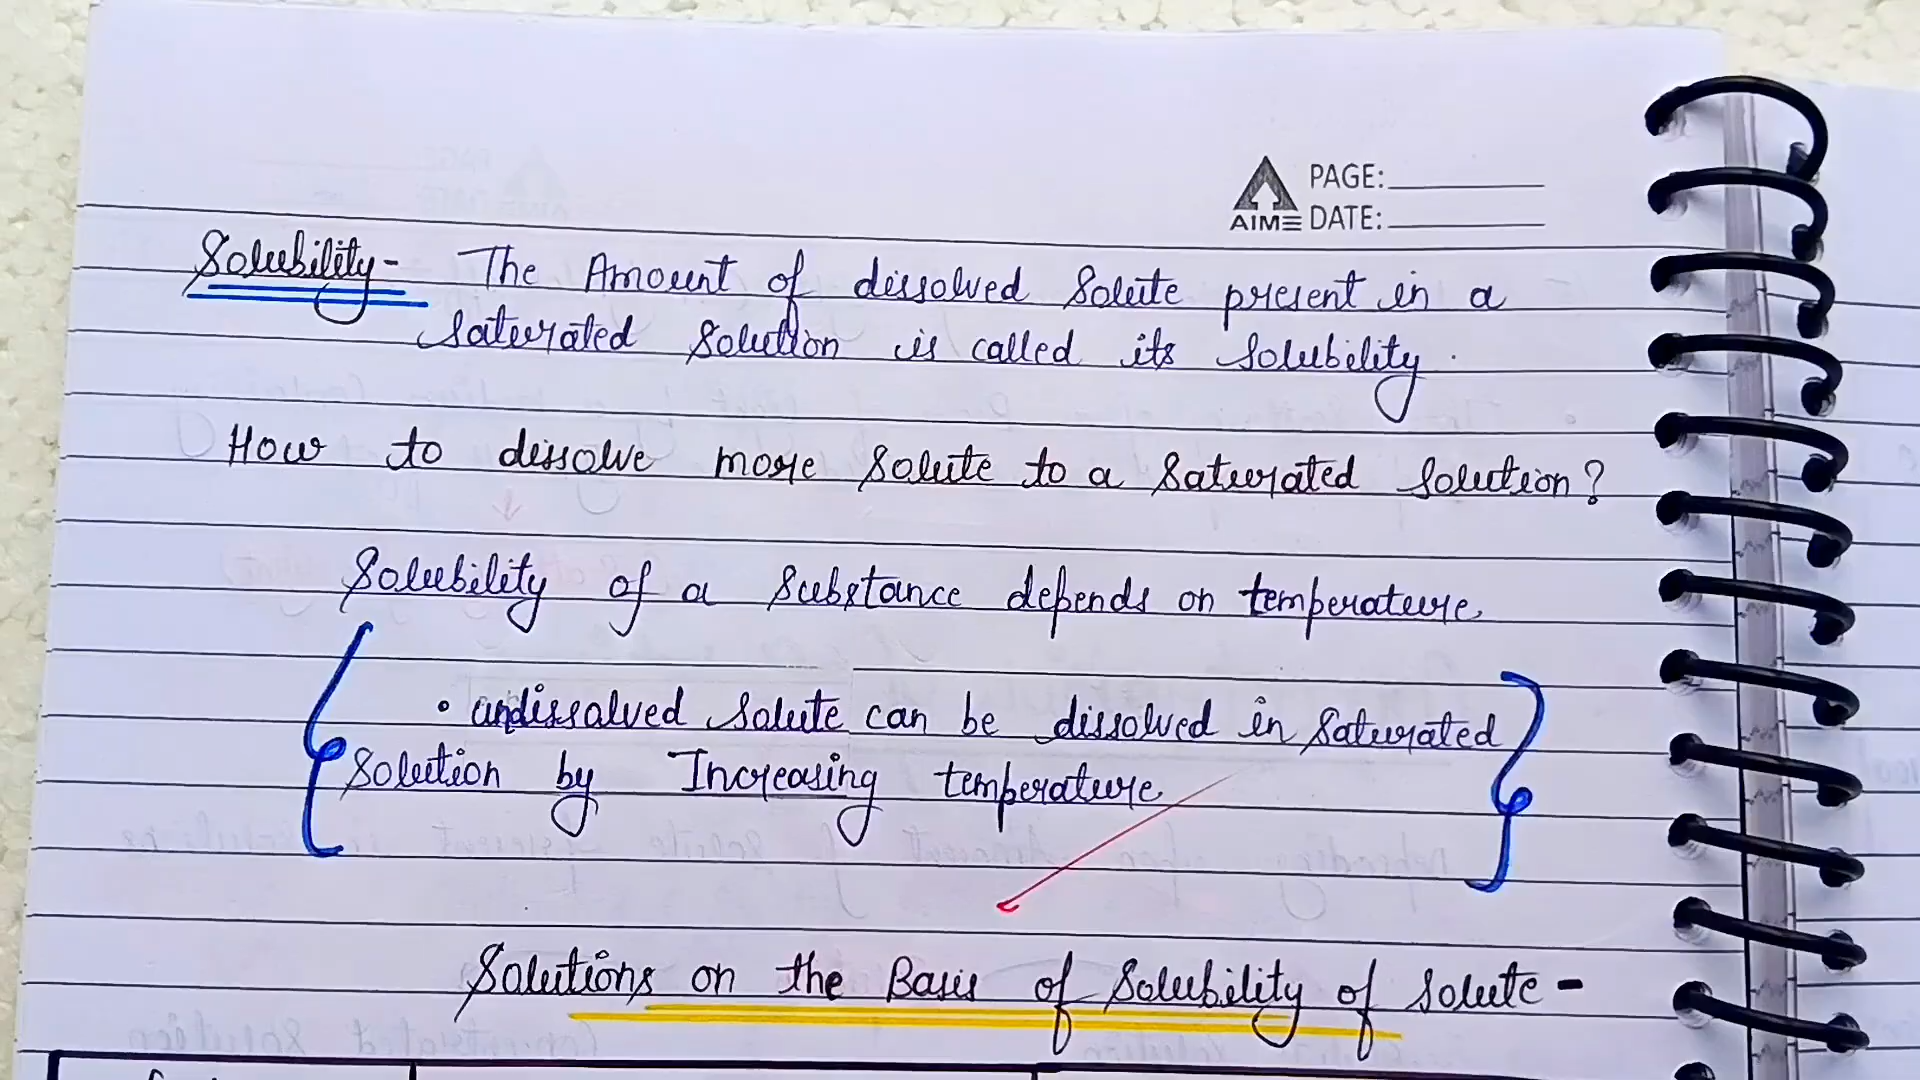 PAGE:
AIM DATE:
Solubility- The Amount of dissolved Solute present in a
saturated Solution is called its Solubility.
How to dissolve more Solute to a Saturated Solution?
Solubility of a Substance depends on temperature.
• undissalved Salute can be dissolved in Saturated
Solution by Increasing temperature
Solutions on the Basis of Solubility of Solute-